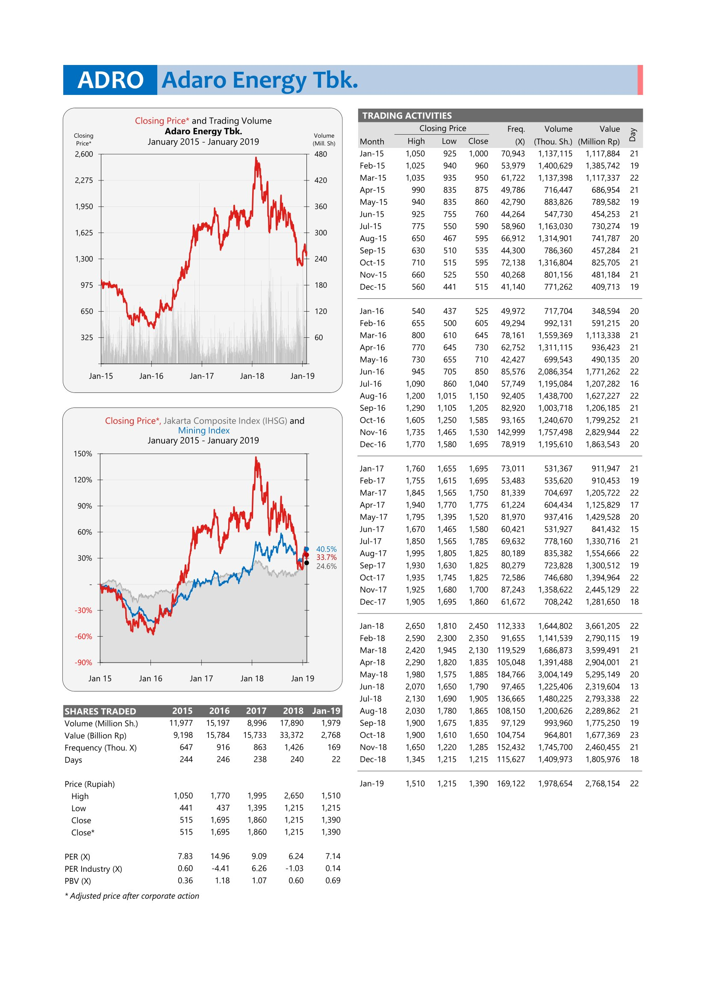 ADRO Adaro Energy Tbk.
Closing Price* and Trading Volume
Adaro Energy Tbk.
January 2015 - January 2019
Closing Price*
Volume (Mill. Sh)
2,600 480
2,275 420
1,950 360
1,625 300
1,300 240
975 180
650 120
325 60
Jan-15 Jan-16 Jan-17 Jan-18 Jan-19
Closing Price*, Jakarta Composite Index (IHSG) and
Mining Index
January 2015 - January 2019
150%
120%
90%
60%
40.5%
33.7%
30%
24.6%
-
-30%
-60%
-90%
Jan 15 Jan 16 Jan 17 Jan 18 Jan 19
SHARES TRADED 2015 2016 2017 2018 Jan-19
Volume (Million Sh.) 11,977 15,197 8,996 17,890 1,979
Value (Billion Rp) 9,198 15,784 15,733 33,372 2,768
Frequency (Thou. X) 647 916 863 1,426 169
Days 244 246 238 240 22
Price (Rupiah)
High 1,050 1,770 1,995 2,650 1,510
Low 441 437 1,395 1,215 1,215
Close 515 1,695 1,860 1,215 1,390
Close* 515 1,695 1,860 1,215 1,390
PER (X) 7.83 14.96 9.09 6.24 7.14
PER Industry (X) 0.60 -4.41 6.26 -1.03 0.14
PBV (X) 0.36 1.18 1.07 0.60 0.69
* Adjusted price after corporate action
TRADING ACTIVITIES
Closing Price Freq. Volume Value Day
Month High Low Close (X) (Thou. Sh.) (Million Rp)
Jan-15 1,050 925 1,000 70,943 1,137,115 1,117,884 21
Feb-15 1,025 940 960 53,979 1,400,629 1,385,742 19
Mar-15 1,035 935 950 61,722 1,137,398 1,117,337 22
Apr-15 990 835 875 49,786 716,447 686,954 21
May-15 940 835 860 42,790 883,826 789,582 19
Jun-15 925 755 760 44,264 547,730 454,253 21
Jul-15 775 550 590 58,960 1,163,030 730,274 19
Aug-15 650 467 595 66,912 1,314,901 741,787 20
Sep-15 630 510 535 44,300 786,360 457,284 21
Oct-15 710 515 595 72,138 1,316,804 825,705 21
Nov-15 660 525 550 40,268 801,156 481,184 21
Dec-15 560 441 515 41,140 771,262 409,713 19
Jan-16 540 437 525 49,972 717,704 348,594 20
Feb-16 655 500 605 49,294 992,131 591,215 20
Mar-16 800 610 645 78,161 1,559,369 1,113,338 21
Apr-16 770 645 730 62,752 1,311,115 936,423 21
May-16 730 655 710 42,427 699,543 490,135 20
Jun-16 945 705 850 85,576 2,086,354 1,771,262 22
Jul-16 1,090 860 1,040 57,749 1,195,084 1,207,282 16
Aug-16 1,200 1,015 1,150 92,405 1,438,700 1,627,227 22
Sep-16 1,290 1,105 1,205 82,920 1,003,718 1,206,185 21
Oct-16 1,605 1,250 1,585 93,165 1,240,670 1,799,252 21
Nov-16 1,735 1,465 1,530 142,999 1,757,498 2,829,944 22
Dec-16 1,770 1,580 1,695 78,919 1,195,610 1,863,543 20
Jan-17 1,760 1,655 1,695 73,011 531,367 911,947 21
Feb-17 1,755 1,615 1,695 53,483 535,620 910,453 19
Mar-17 1,845 1,565 1,750 81,339 704,697 1,205,722 22
Apr-17 1,940 1,770 1,775 61,224 604,434 1,125,829 17
May-17 1,795 1,395 1,520 81,970 937,416 1,429,528 20
Jun-17 1,670 1,465 1,580 60,421 531,927 841,432 15
Jul-17 1,850 1,565 1,785 69,632 778,160 1,330,716 21
Aug-17 1,995 1,805 1,825 80,189 835,382 1,554,666 22
Sep-17 1,930 1,630 1,825 80,279 723,828 1,300,512 19
Oct-17 1,935 1,745 1,825 72,586 746,680 1,394,964 22
Nov-17 1,925 1,680 1,700 87,243 1,358,622 2,445,129 22
Dec-17 1,905 1,695 1,860 61,672 708,242 1,281,650 18
Jan-18 2,650 1,810 2,450 112,333 1,644,802 3,661,205 22
Feb-18 2,590 2,300 2,350 91,655 1,141,539 2,790,115 19
Mar-18 2,420 1,945 2,130 119,529 1,686,873 3,599,491 21
Apr-18 2,290 1,820 1,835 105,048 1,391,488 2,904,001 21
May-18 1,980 1,575 1,885 184,766 3,004,149 5,295,149 20
Jun-18 2,070 1,650 1,790 97,465 1,225,406 2,319,604 13
Jul-18 2,130 1,690 1,905 136,665 1,480,225 2,793,338 22
Aug-18 2,030 1,780 1,865 108,150 1,200,626 2,289,862 21
Sep-18 1,900 1,675 1,835 97,129 993,960 1,775,250 19
Oct-18 1,900 1,610 1,650 104,754 964,801 1,677,369 23
Nov-18 1,650 1,220 1,285 152,432 1,745,700 2,460,455 21
Dec-18 1,345 1,215 1,215 115,627 1,409,973 1,805,976 18
Jan-19 1,510 1,215 1,390 169,122 1,978,654 2,768,154 22